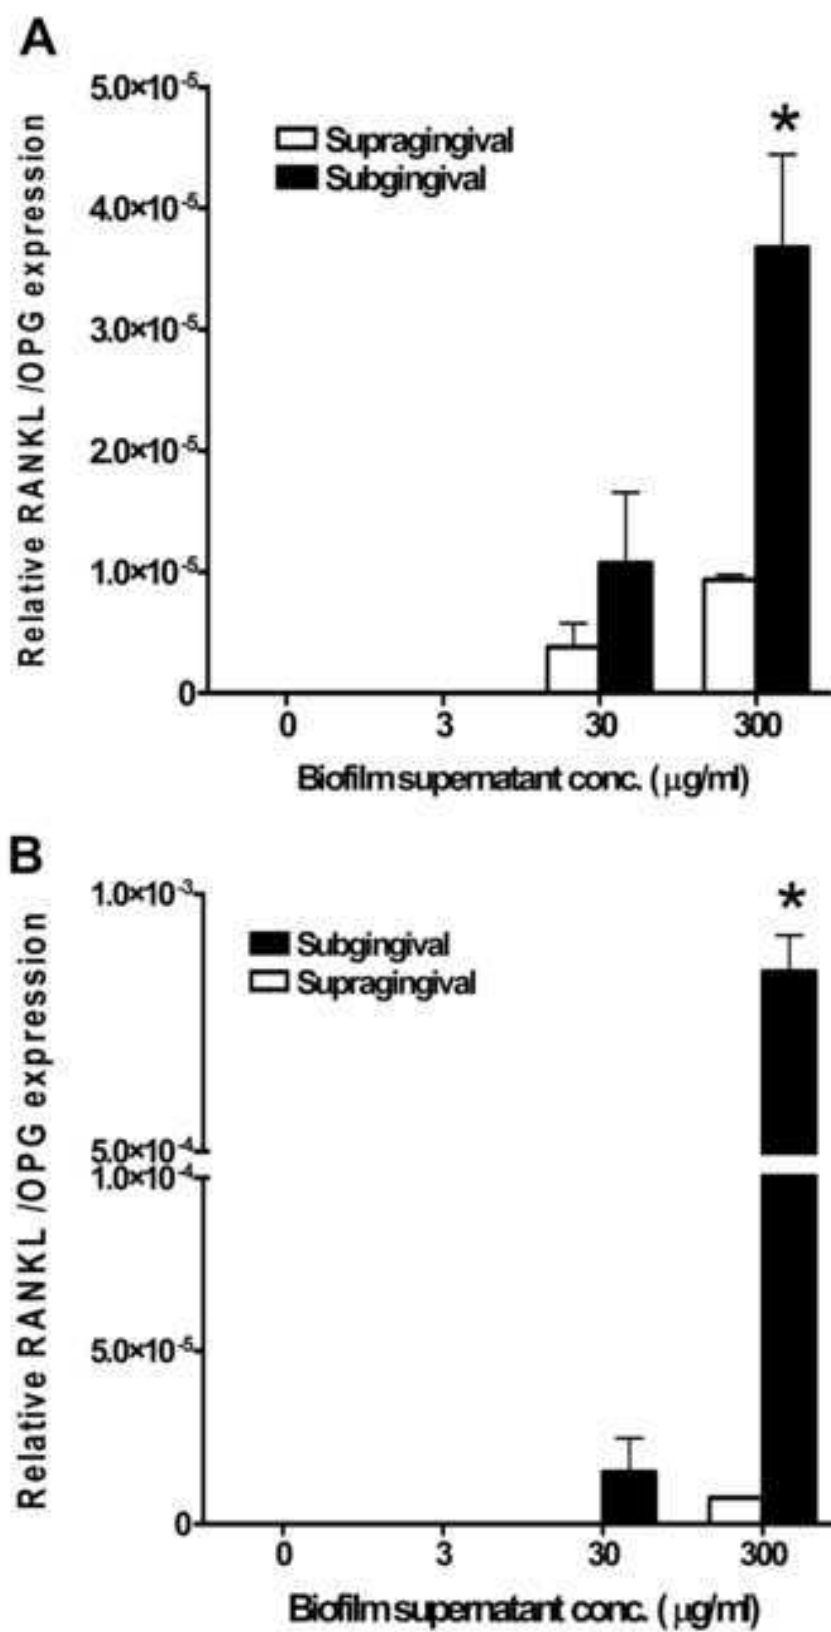 A
5.0×10-5
Supragingival
*
Subgingival
4.0×10-5
3.0×10-5
2.0×10-5
1.0×10-5
0
Relative RANKL /OPG expression
0 3 30 300
Biofilm supernatant conc. (μg/ml)
B
1.0×10-3
*
Subgingival
Supragingival
5.0×10-4
1.0×10-4
5.0×10-5
0
Relative RANKL /OPG expression
0 3 30 300
Biofilm supernatant conc. (μg/ml)